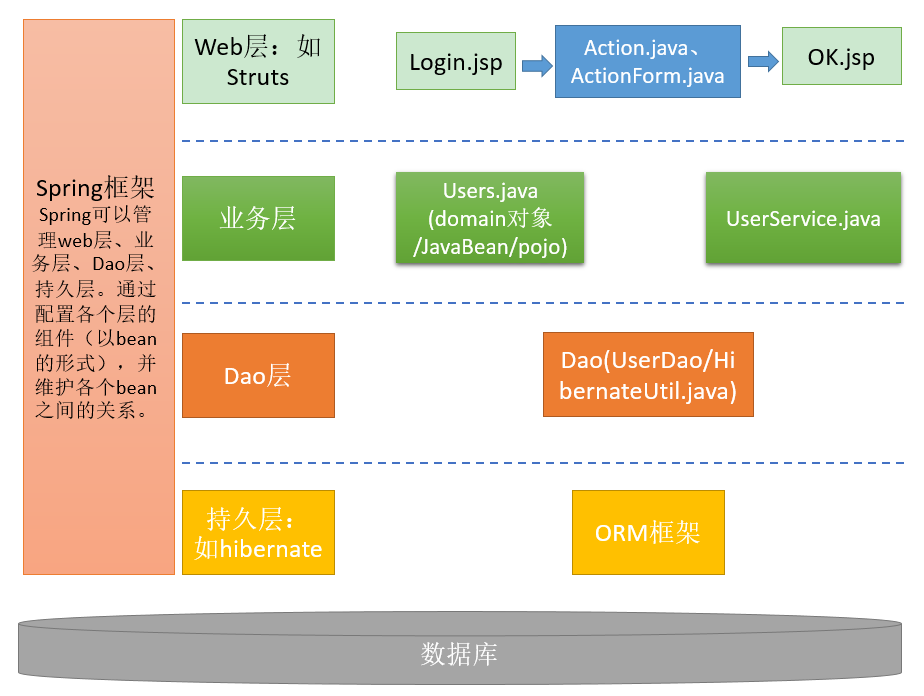 Web层：如
Struts
Login.jsp
Action.java、
ActionForm.java
OK.jsp
Spring框架
Spring可以管
理web层、业
务层、Dao层、
持久层。通过
配置各个层的
组件（以bean
的形式），并
维护各个bean
之间的关系。
业务层
Users.java
(domain对象
/JavaBean/pojo)
UserService.java
Dao层
Dao(UserDao/Hi
bernateUtil.java)
持久层：
如hibernate
ORM框架
数据库